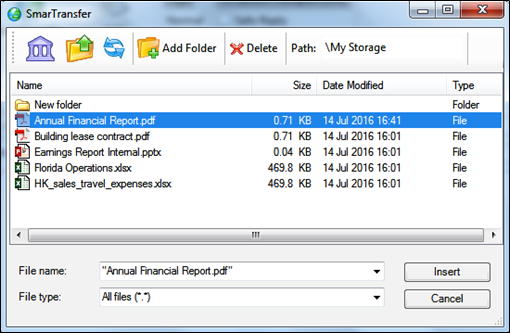 SmarTransfer
Add Folder Delete Path: \My Storage
Name Size Date Modified Type
New folder Folder
Annual Financial Report.pdf 0.71 KB 14 Jul 2016 16:41 File
Building lease contract.pdf 0.71 KB 14 Jul 2016 16:01 File
Earnings Report Internal.pptx 0.04 KB 14 Jul 2016 16:01 File
Florida Operations.xlsx 469.8 KB 14 Jul 2016 16:01 File
HK_sales_travel_expenses.xlsx 469.8 KB 14 Jul 2016 16:01 File
File name: "Annual Financial Report.pdf" Insert
File type: All files (*.*) Cancel